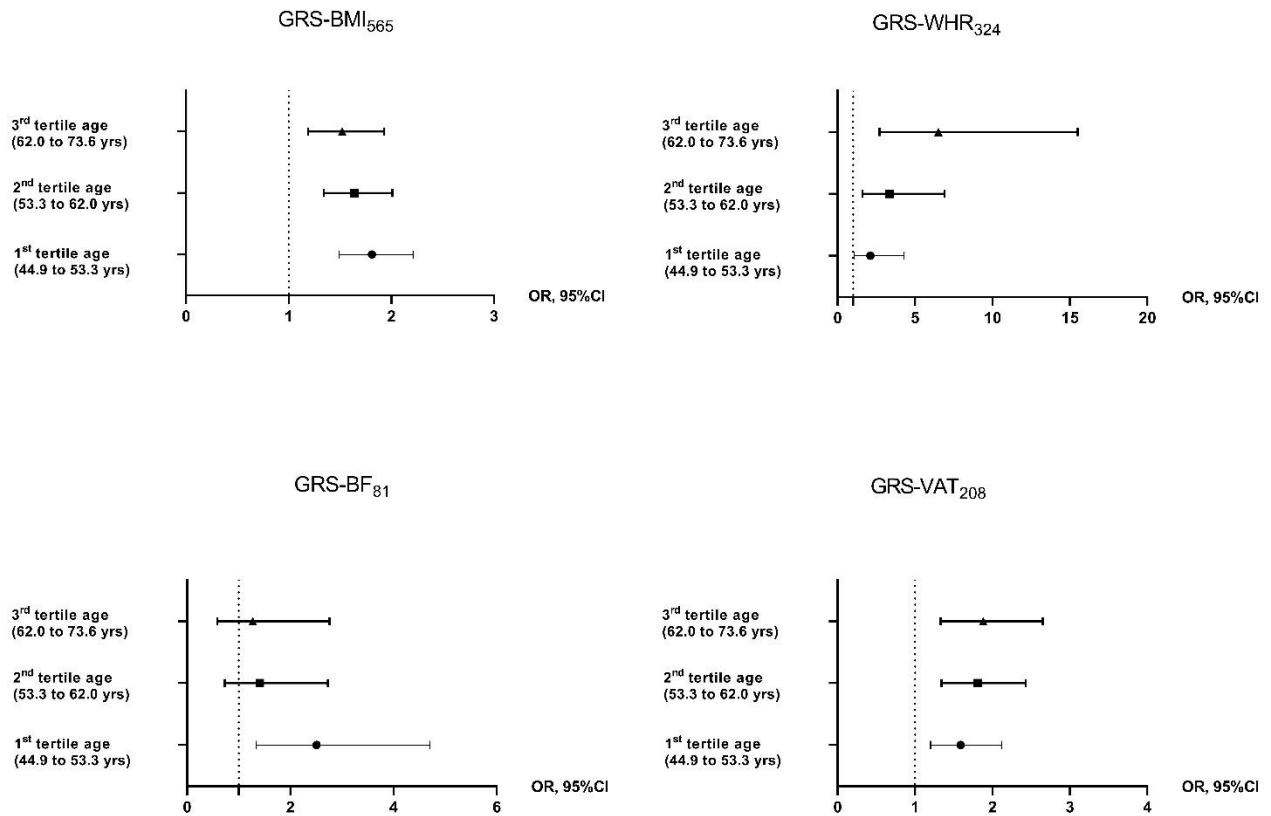 GRS-BMI565
3rd tertile age
(62.0 to 73.6 yrs)
2nd tertile age
(53.3 to 62.0 yrs)
1st tertile age
(44.9 to 53.3 yrs)
OR, 95%CI
0 1 2 3
GRS-WHR324
3rd tertile age
(62.0 to 73.6 yrs)
2nd tertile age
(53.3 to 62.0 yrs)
1st tertile age
(44.9 to 53.3 yrs)
OR, 95%CI
0 5 10 15 20
GRS-BF81
3rd tertile age
(62.0 to 73.6 yrs)
2nd tertile age
(53.3 to 62.0 yrs)
1st tertile age
(44.9 to 53.3 yrs)
OR, 95%CI
0 2 4 6
GRS-VAT208
3rd tertile age
(62.0 to 73.6 yrs)
2nd tertile age
(53.3 to 62.0 yrs)
1st tertile age
(44.9 to 53.3 yrs)
OR, 95%CI
0 1 2 3 4